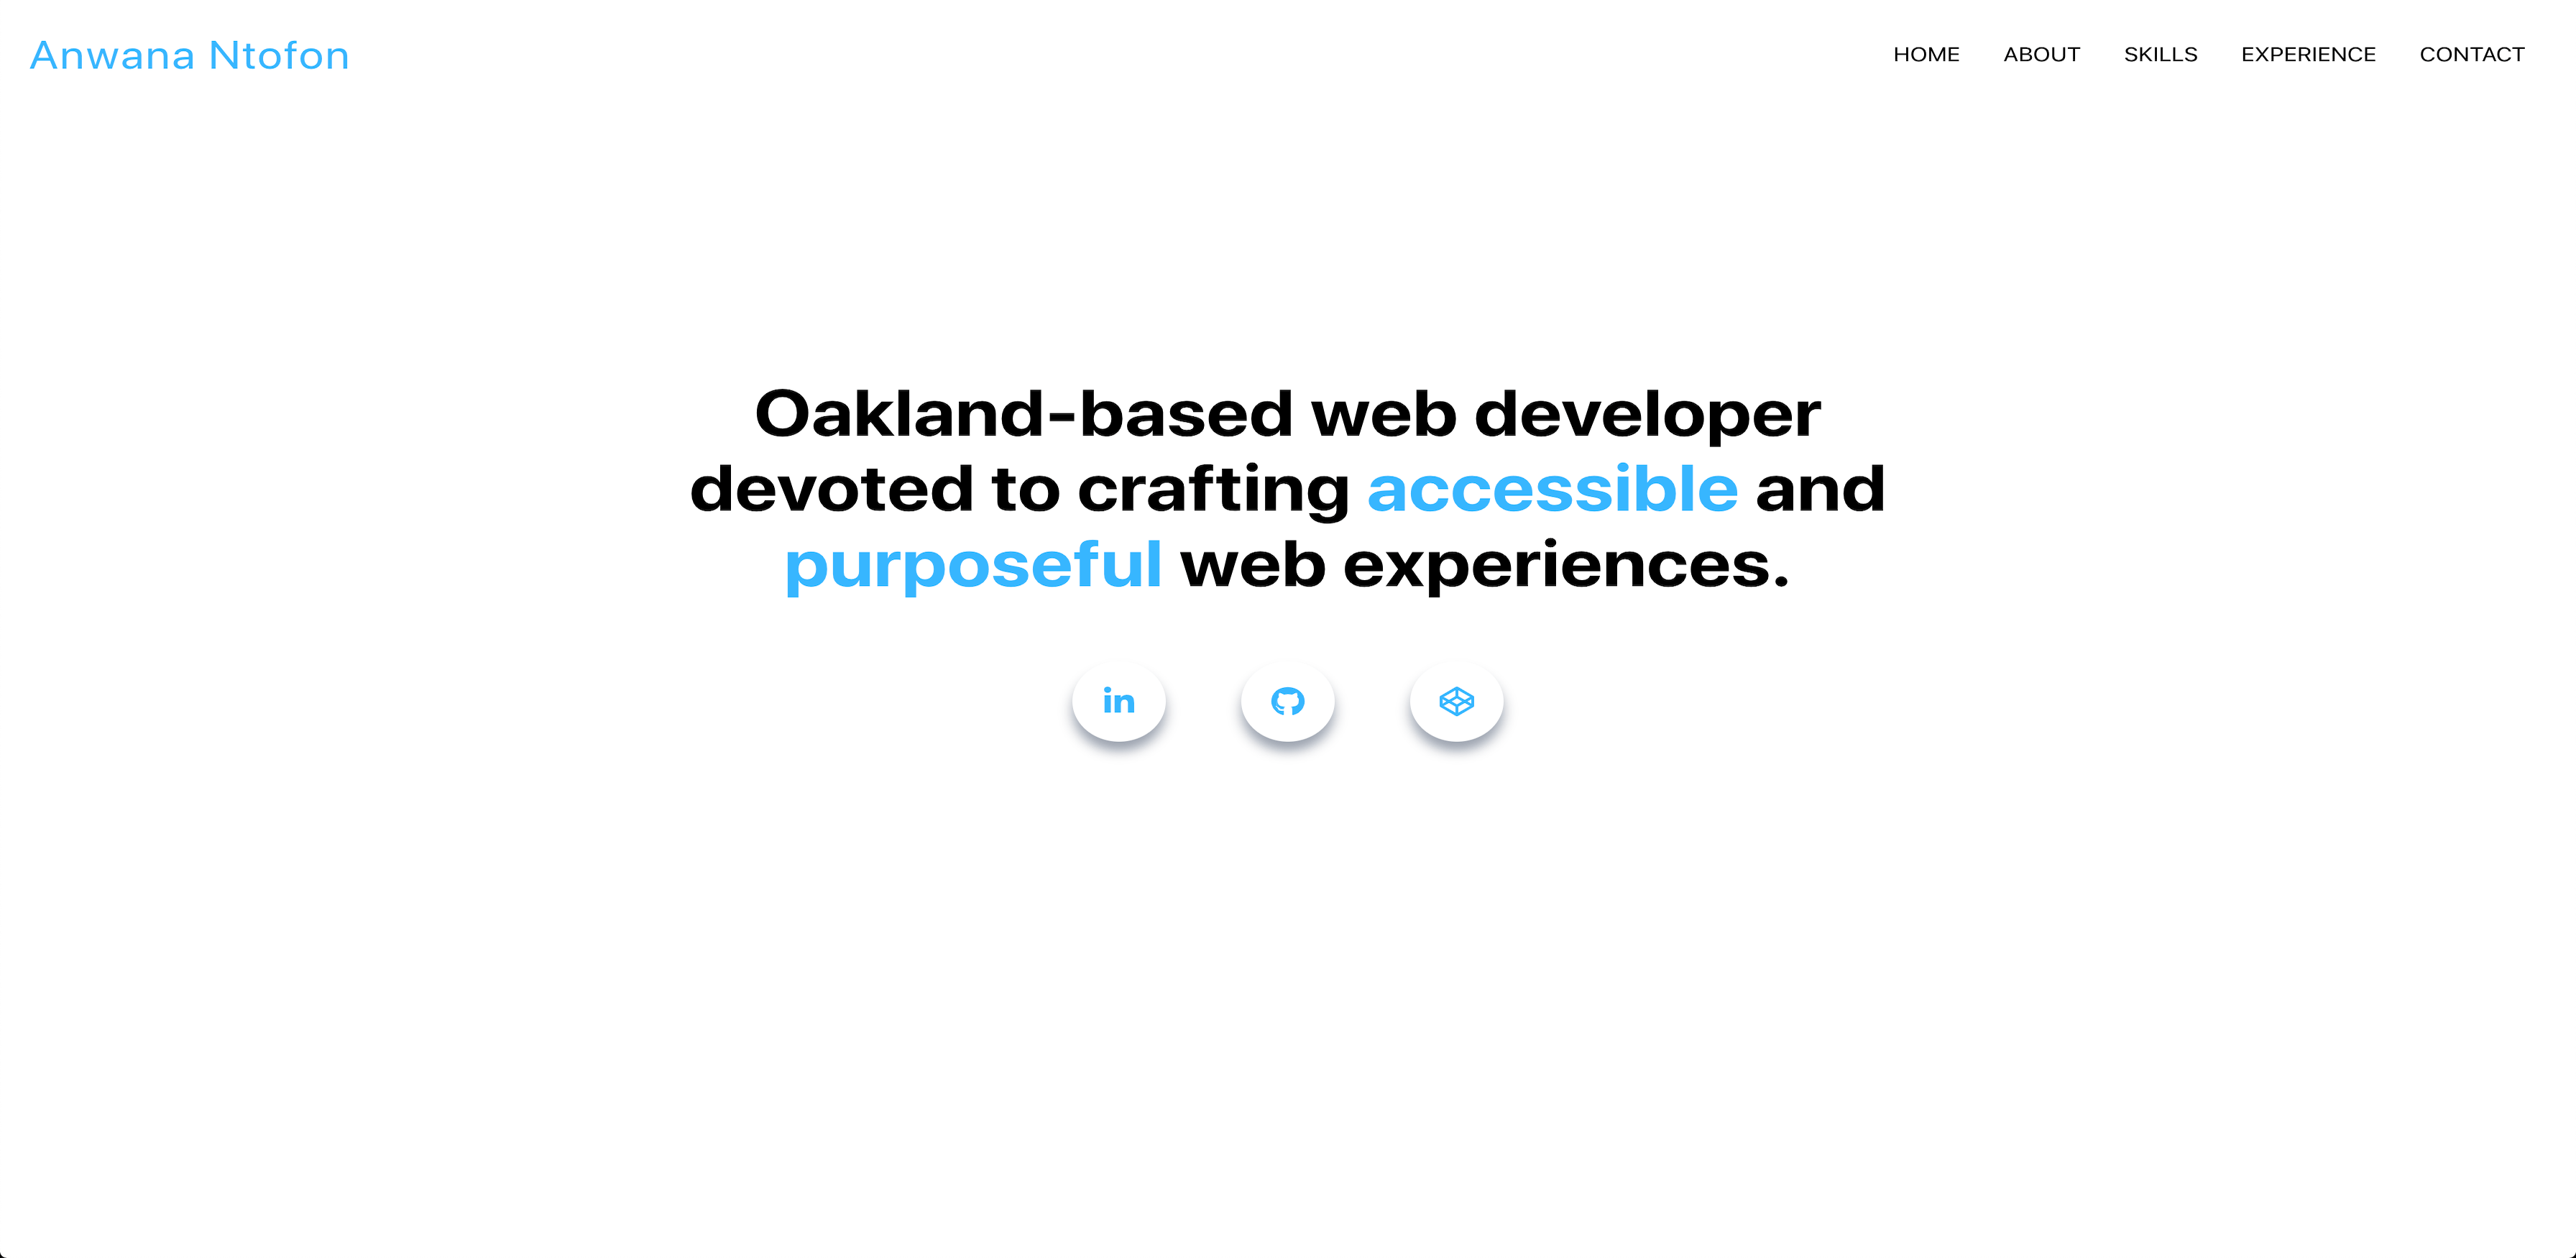 Anwana Ntofon
HOME ABOUT SKILLS EXPERIENCE CONTACT
Oakland-based web developer
devoted to crafting accessible and
purposeful web experiences.
in